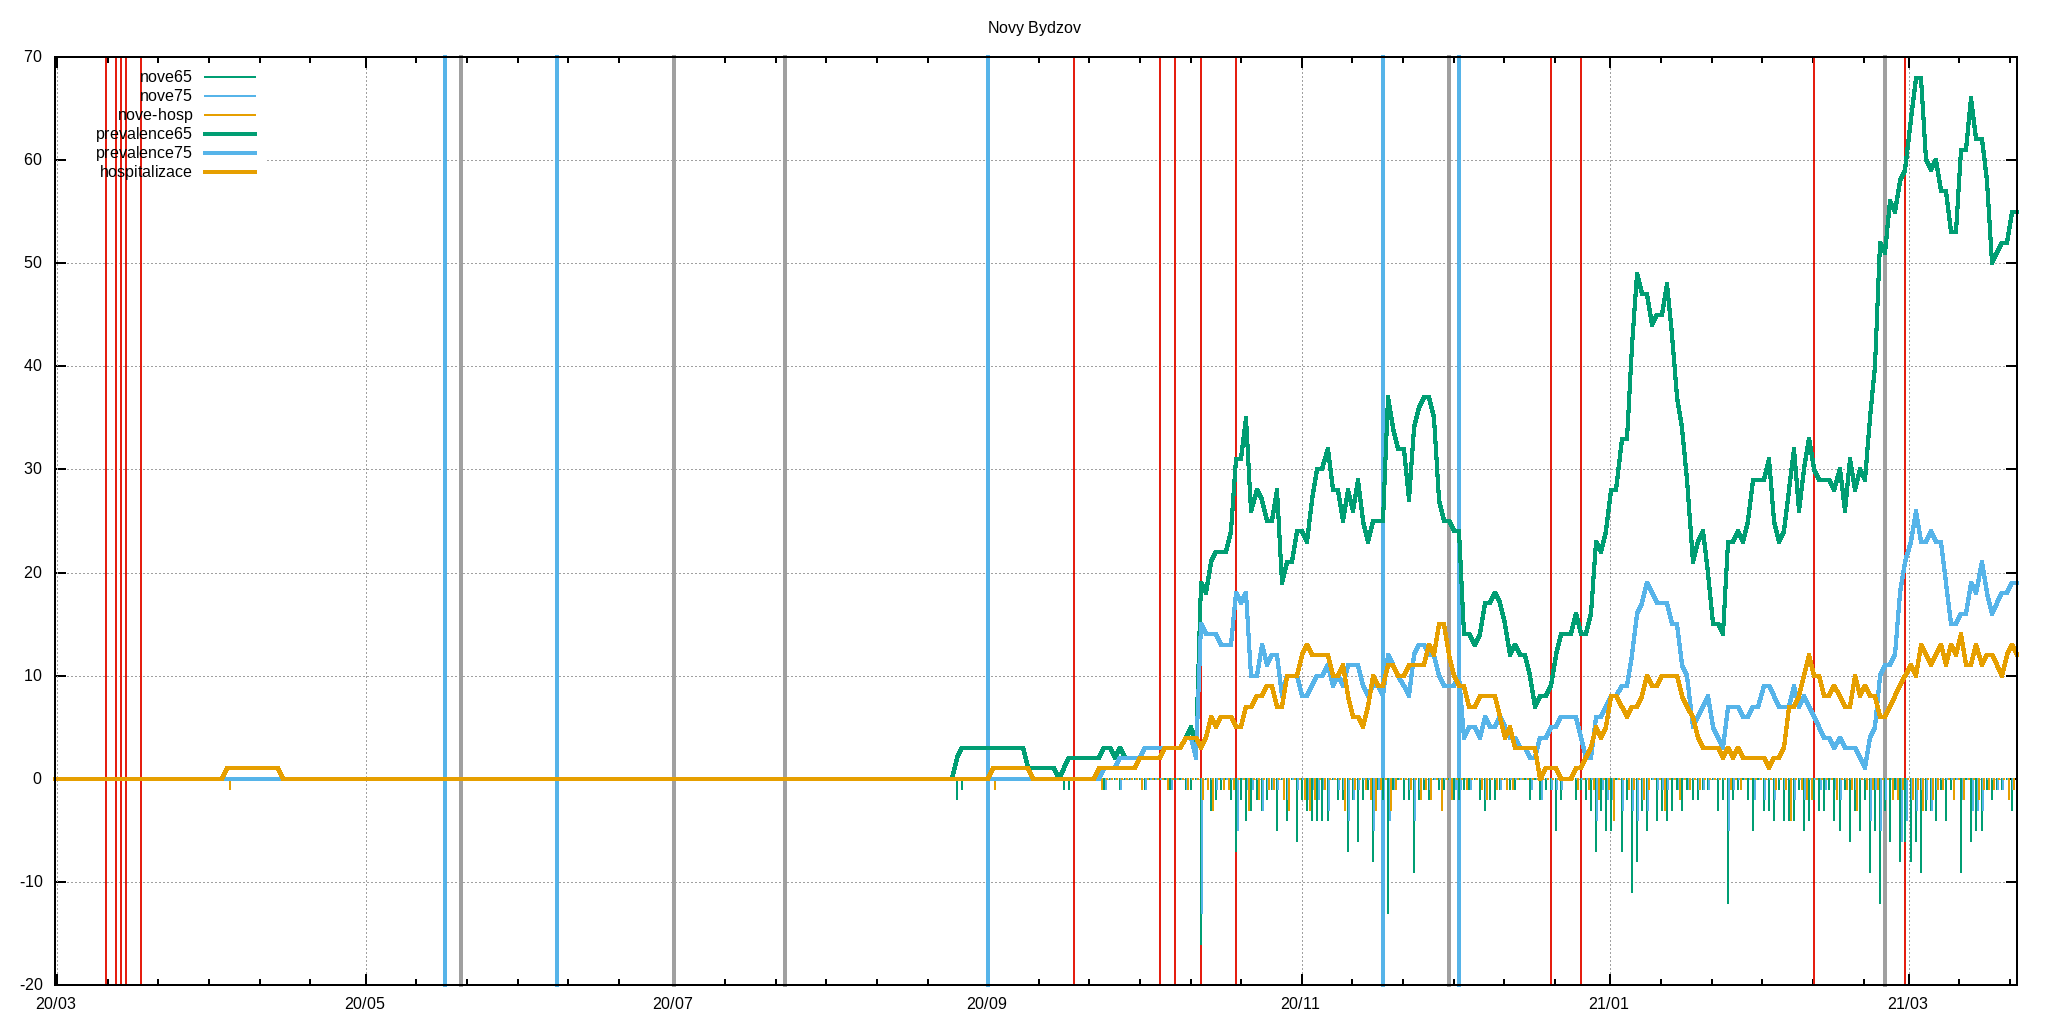 Novy Bydzov
70
60
50
40
30
20
10
0
-10
-20
nove65
nove75
nove-hosp
prevalence65
prevalence75
hospitalizace
20/03 20/05 20/07 20/09 20/11 21/01 21/03